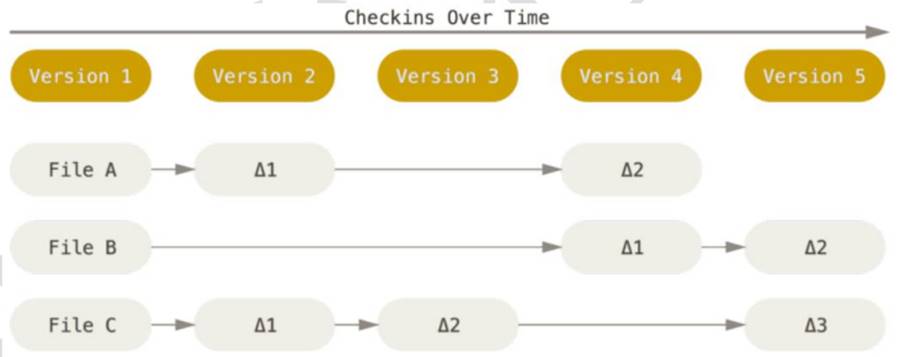 Checkins Over Time
Version 1 Version 2 Version 3 Version 4 Version 5
File A Δ1 Δ2
File B Δ1 Δ2
File C Δ1 Δ2 Δ3